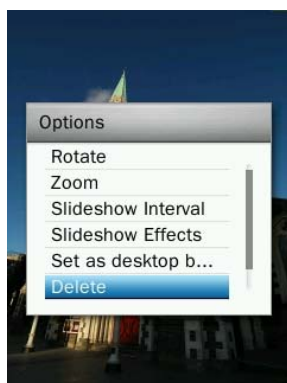 Options
Rotate
Zoom
Slideshow Interval
Slideshow Effects
Set as desktop b...
Delete